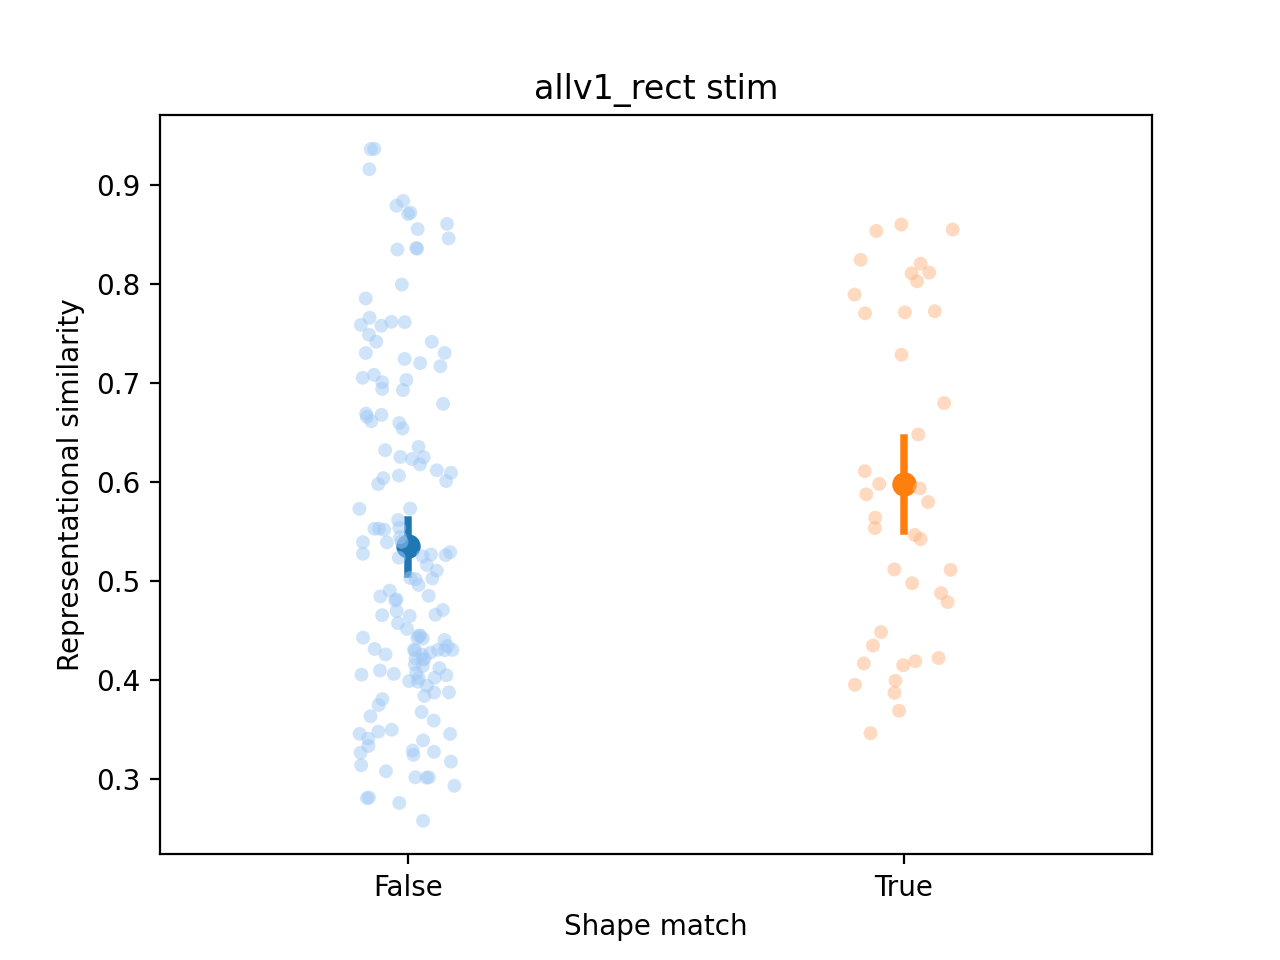 allv1_rect stim
Representational similarity
0.9
0.8
0.7
0.6
0.5
0.4
0.3
False
True
Shape match